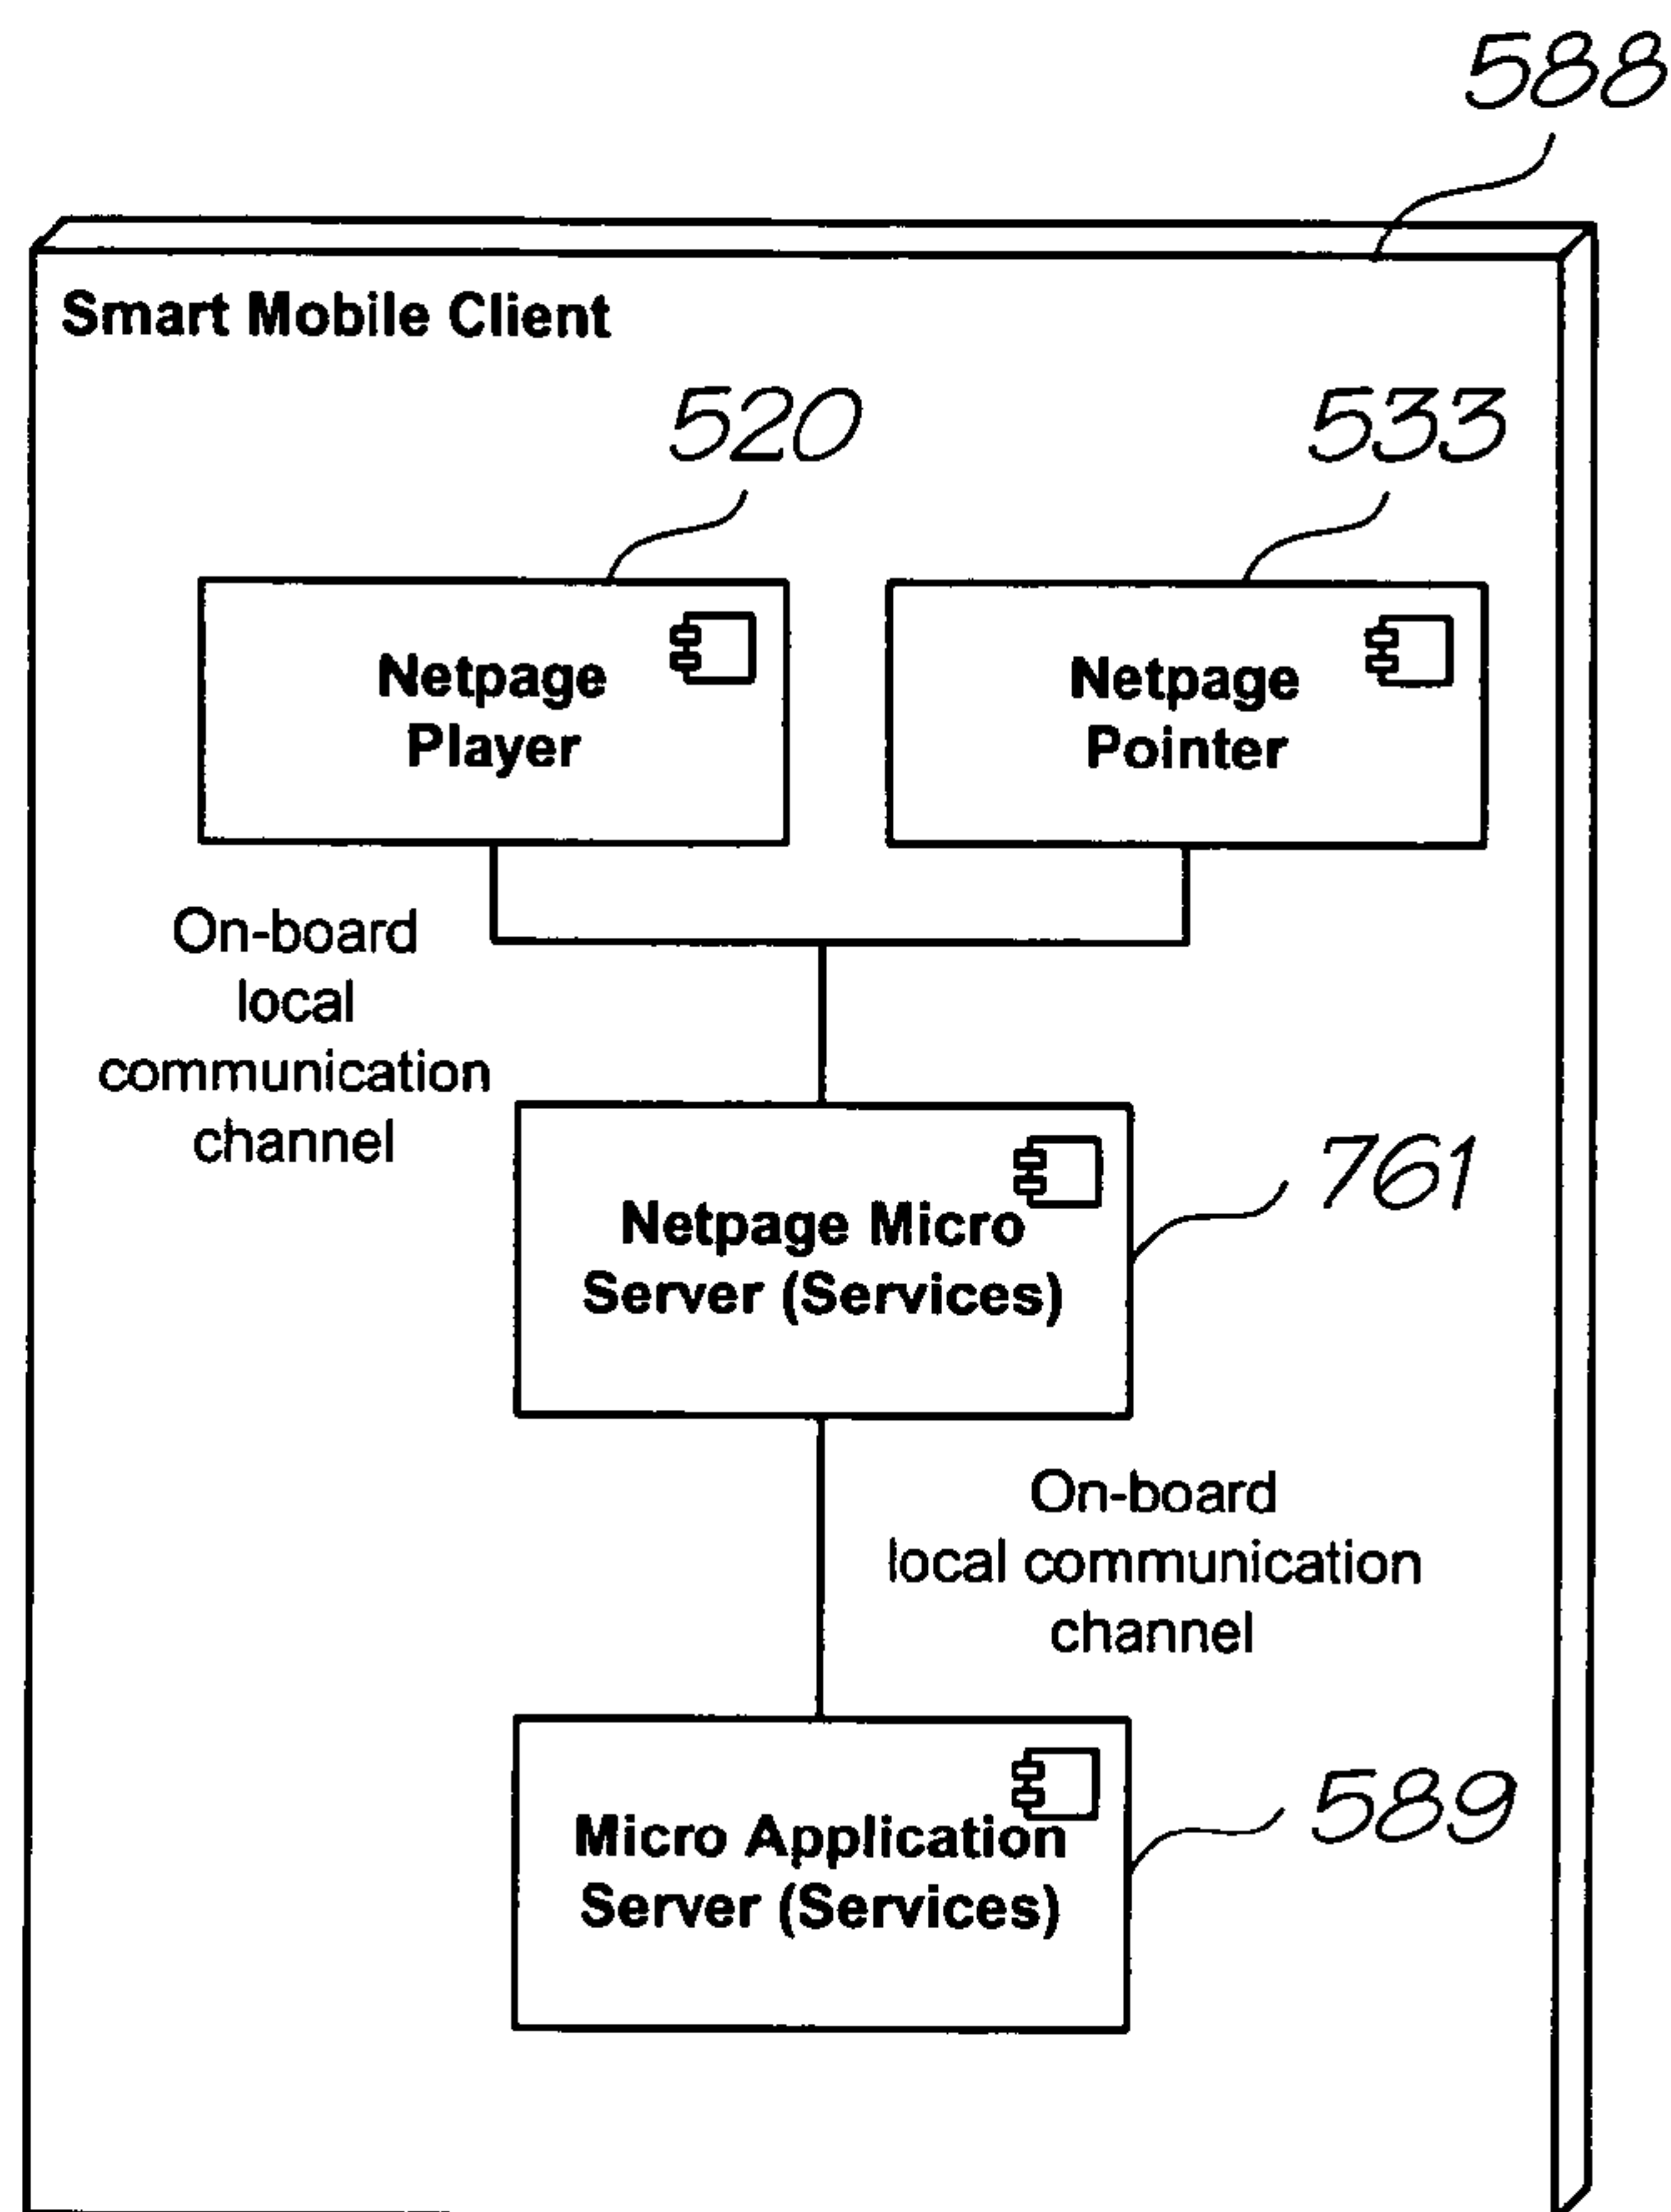 588
Smart Mobile Client
520
533
Netpage
Player
Netpage
Pointer
On-board
local
communication
channel
Netpage Micro
Server (Services)
761
On-board
local communication
channel
Micro Application
Server (Services)
589